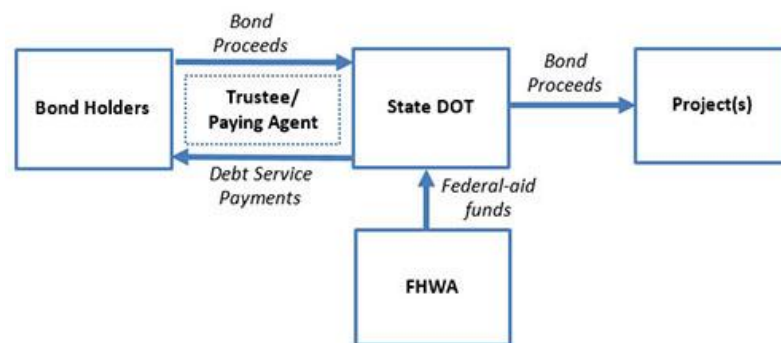 Bond
Proceeds
Bond Holders
Trustee/
Paying Agent
State DOT
Bond
Proceeds
Project(s)
Debt Service
Payments
Federal-aid
funds
FHWA